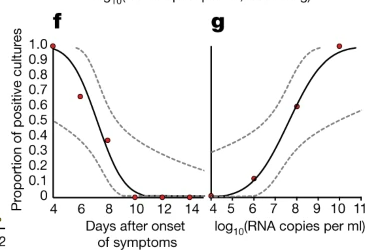 f
g
Proportion of positive cultures
1.0
0.9
0.8
0.7
0.6
0.5
0.4
0.3
0.2
0.1
0
4 6 8 10 12 14
Days after onset
of symptoms
4 5 6 7 8 9 10 11
log10(RNA copies per ml)
2